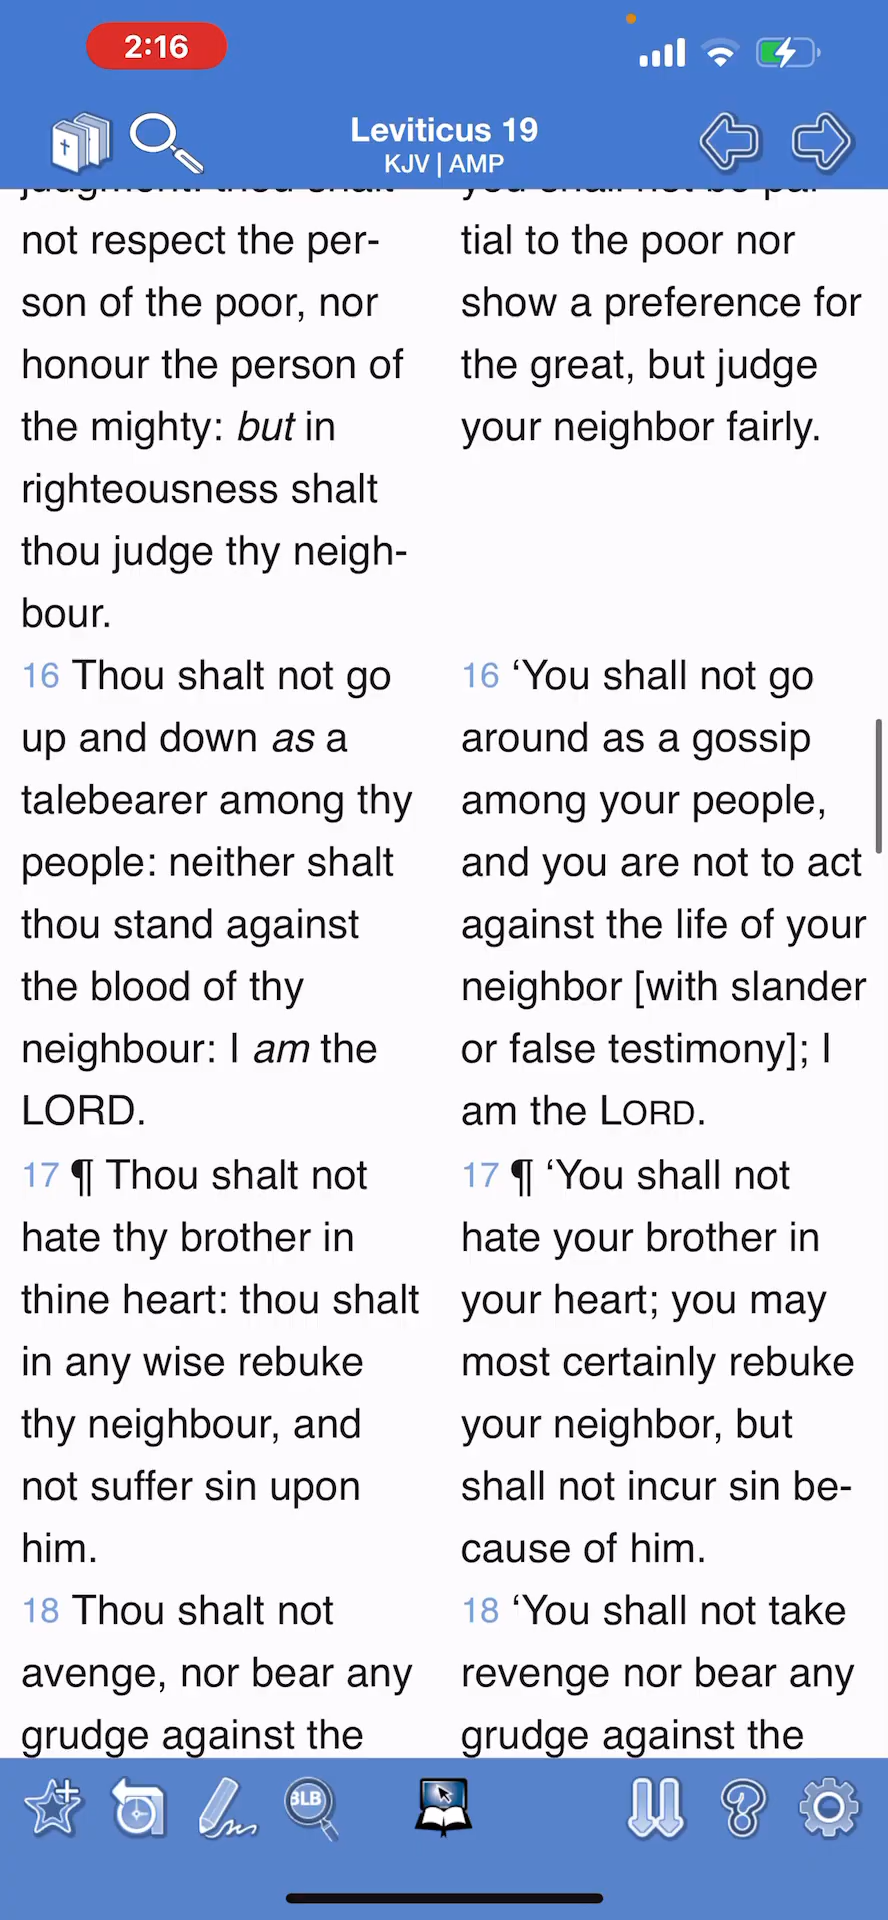 2:16
Leviticus 19
KJV | AMP
judgment: thou shalt
not respect the per-
son of the poor, nor
honour the person of
the mighty: but in
righteousness shalt
thou judge thy neigh-
bour.
16 Thou shalt not go
up and down as a
talebearer among thy
people: neither shalt
thou stand against
the blood of thy
neighbour: I am the
LORD.
17 ¶ Thou shalt not
hate thy brother in
thine heart: thou shalt
in any wise rebuke
thy neighbour, and
not suffer sin upon
him.
18 Thou shalt not
avenge, nor bear any
grudge against the
you shall not be par-
tial to the poor nor
show a preference for
the great, but judge
your neighbor fairly.
16 ‘You shall not go
around as a gossip
among your people,
and you are not to act
against the life of your
neighbor [with slander
or false testimony]; I
am the LORD.
17 ¶ ‘You shall not
hate your brother in
your heart; you may
most certainly rebuke
your neighbor, but
shall not incur sin be-
cause of him.
18 ‘You shall not take
revenge nor bear any
grudge against the
BLB